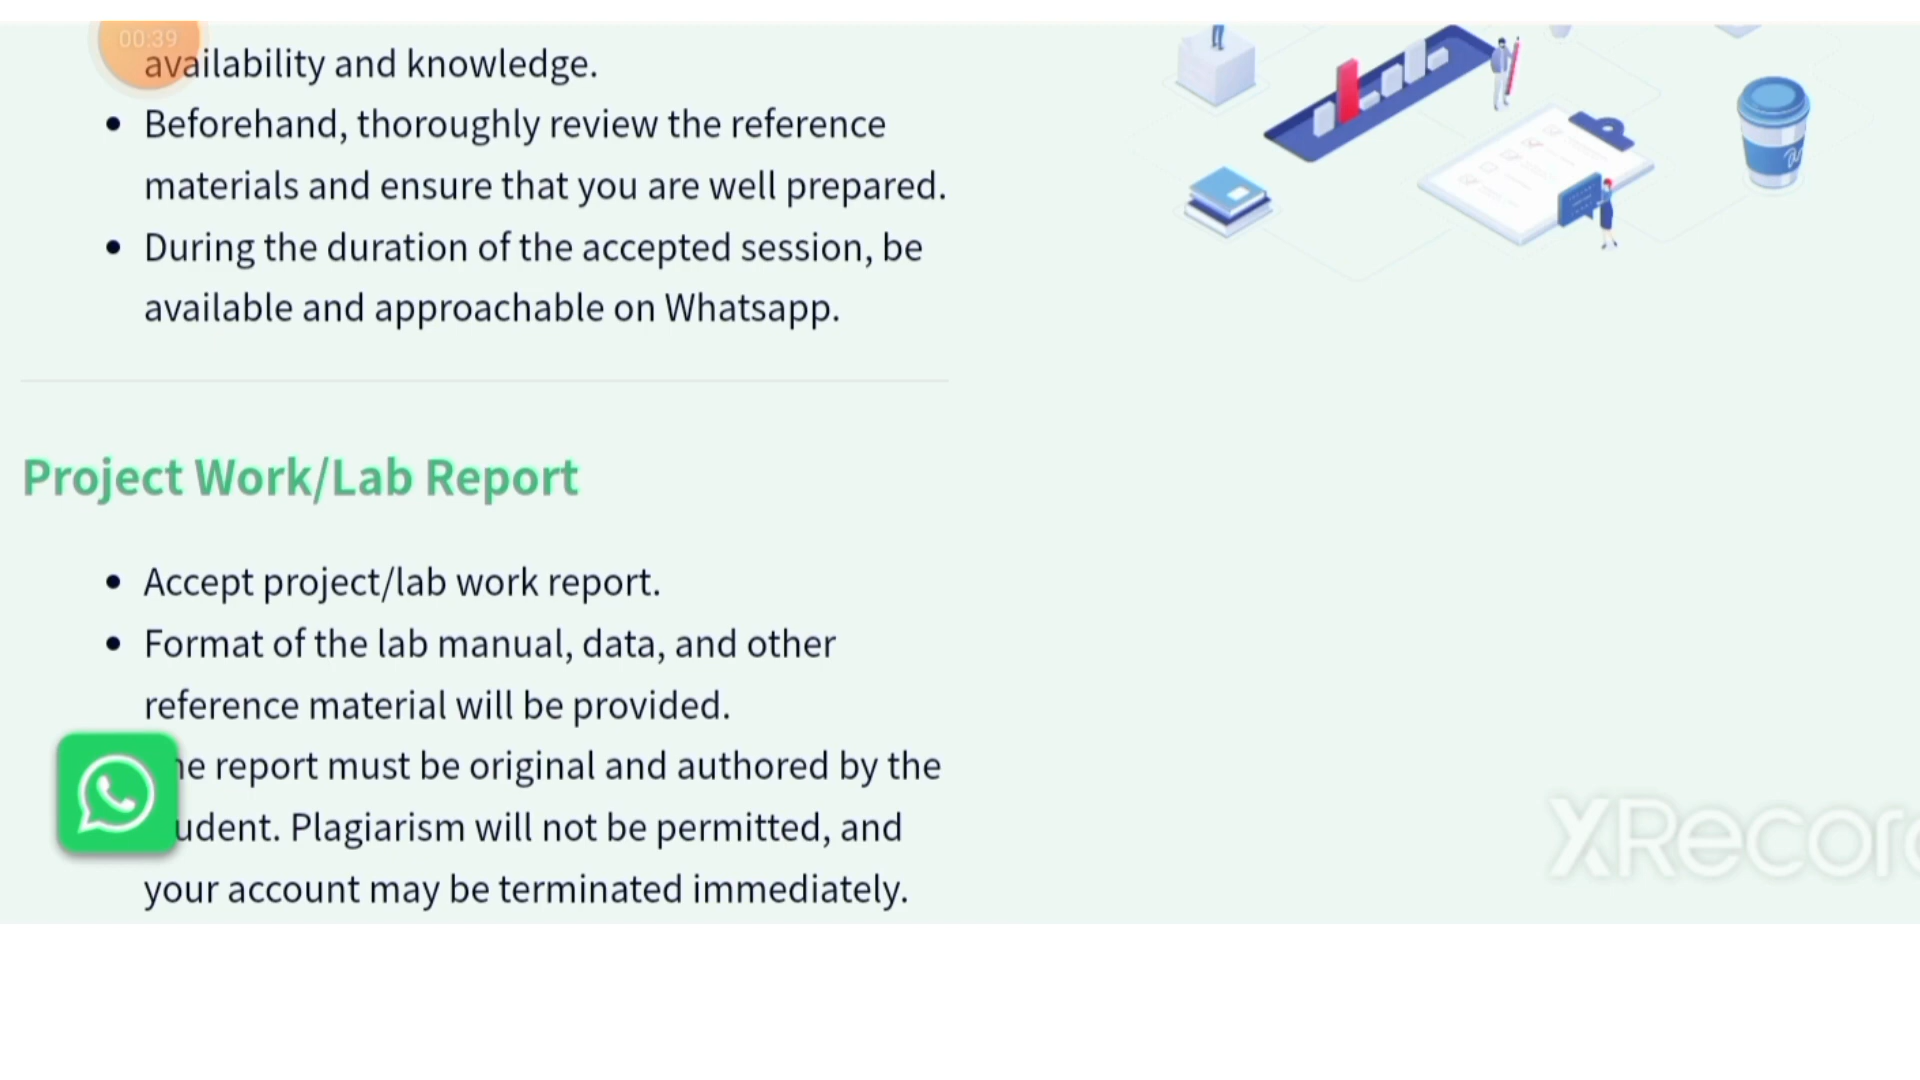 00:39
availability and knowledge.
Beforehand, thoroughly review the reference
materials and ensure that you are well prepared.
During the duration of the accepted session, be
available and approachable on Whatsapp.
Project Work/Lab Report
Accept project/lab work report.
Format of the lab manual, data, and other
reference material will be provided.
he report must be original and authored by the
udent. Plagiarism will not be permitted, and
your account may be terminated immediately.
XRecor